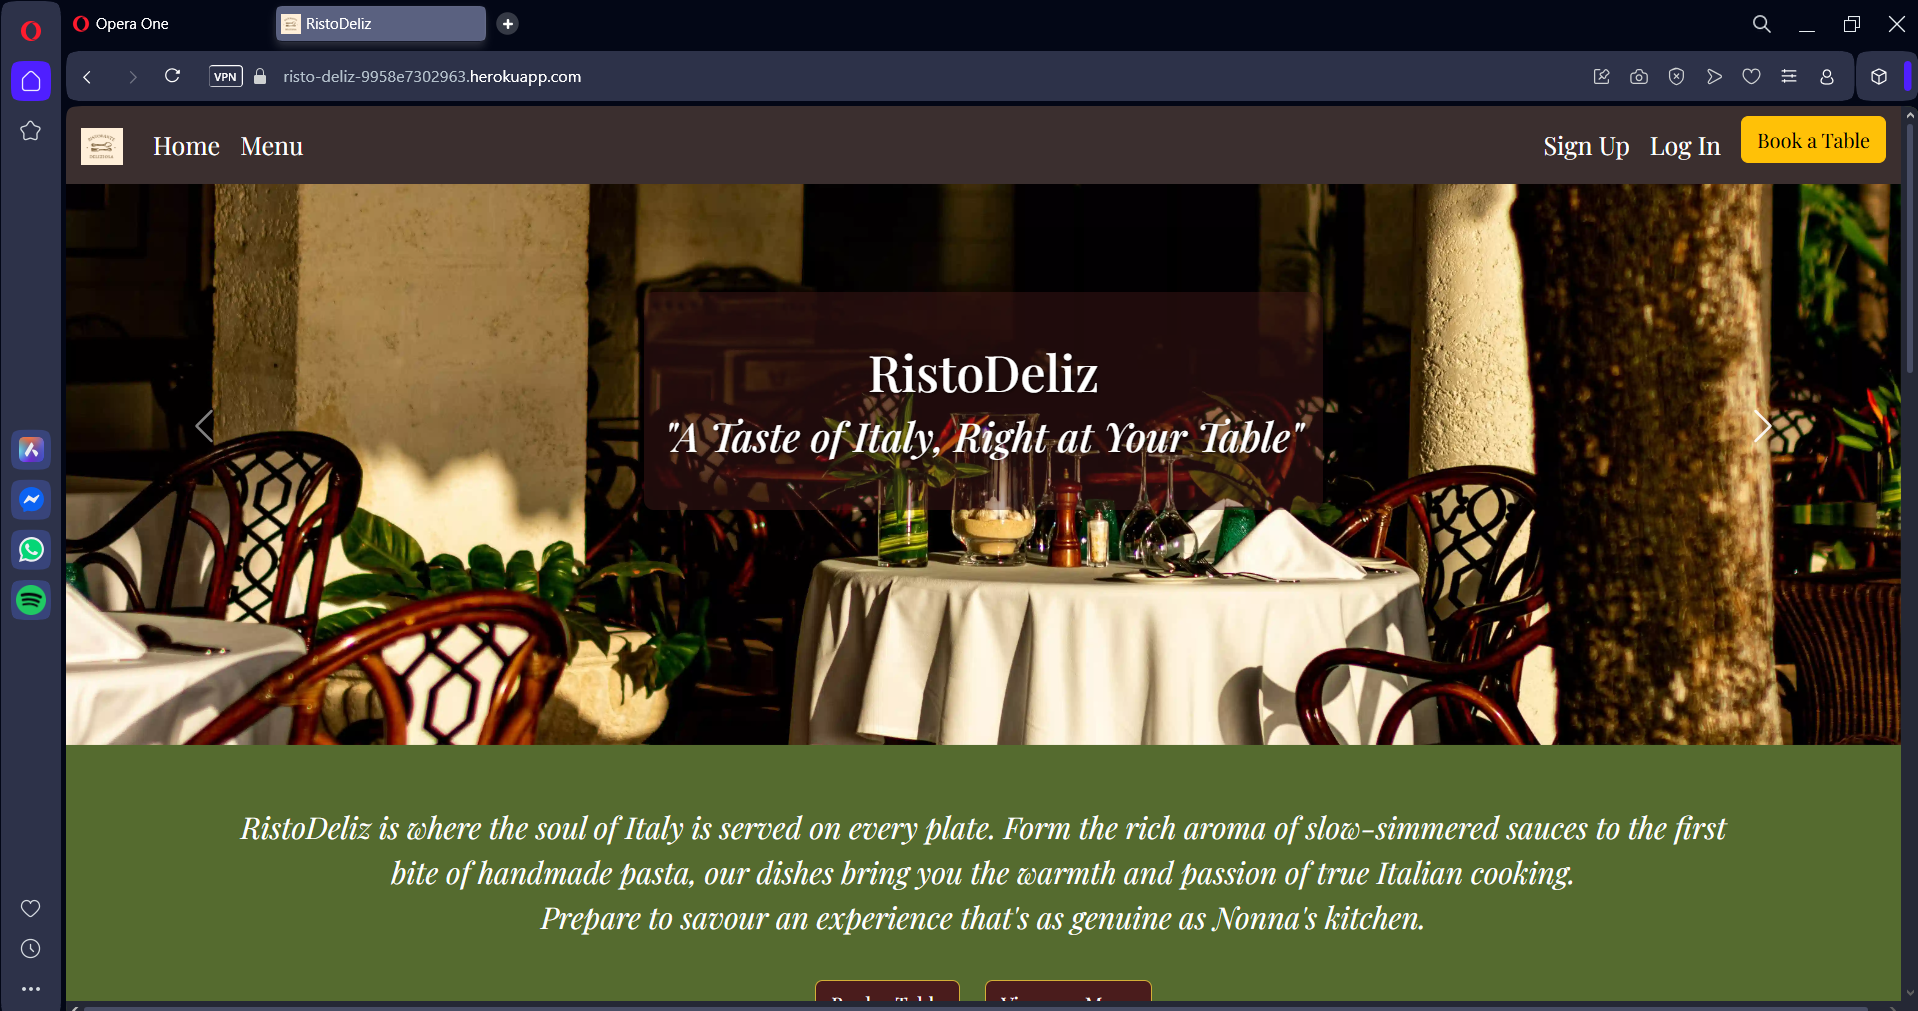 Opera One
RistoDeliz
VPN
risto-deliz-9958e7302963.herokuapp.com
Home
Menu
Sign Up
Log In
Book a Table
RistoDeliz
"A Taste of Italy, Right at Your Table"
RistoDeliz is where the soul of Italy is served on every plate. Form the rich aroma of slow-simmered sauces to the first
bite of handmade pasta, our dishes bring you the warmth and passion of true Italian cooking.
Prepare to savour an experience that's as genuine as Nonna's kitchen.